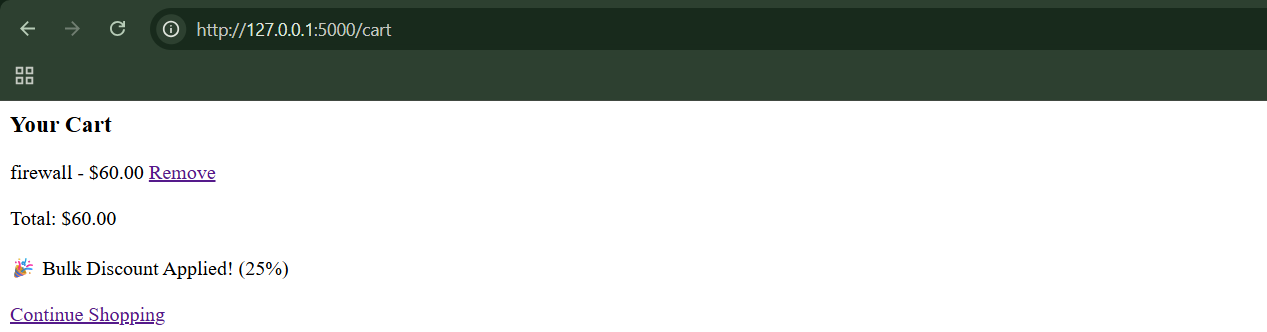 http://127.0.0.1:5000/cart
Your Cart
firewall - $60.00 Remove
Total: $60.00
🎉 Bulk Discount Applied! (25%)
Continue Shopping